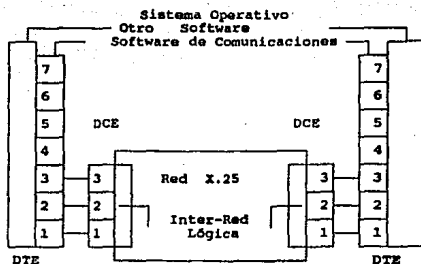 Sistema Operativo
Otro Software
Software de Comunicaciones
7 7
6 6
5 DCE DCE 5
4 4
3 3 Red X.25 3 3
2 2 Inter-Red 2 2
1 1 Lógica 1 1
DTE DTE